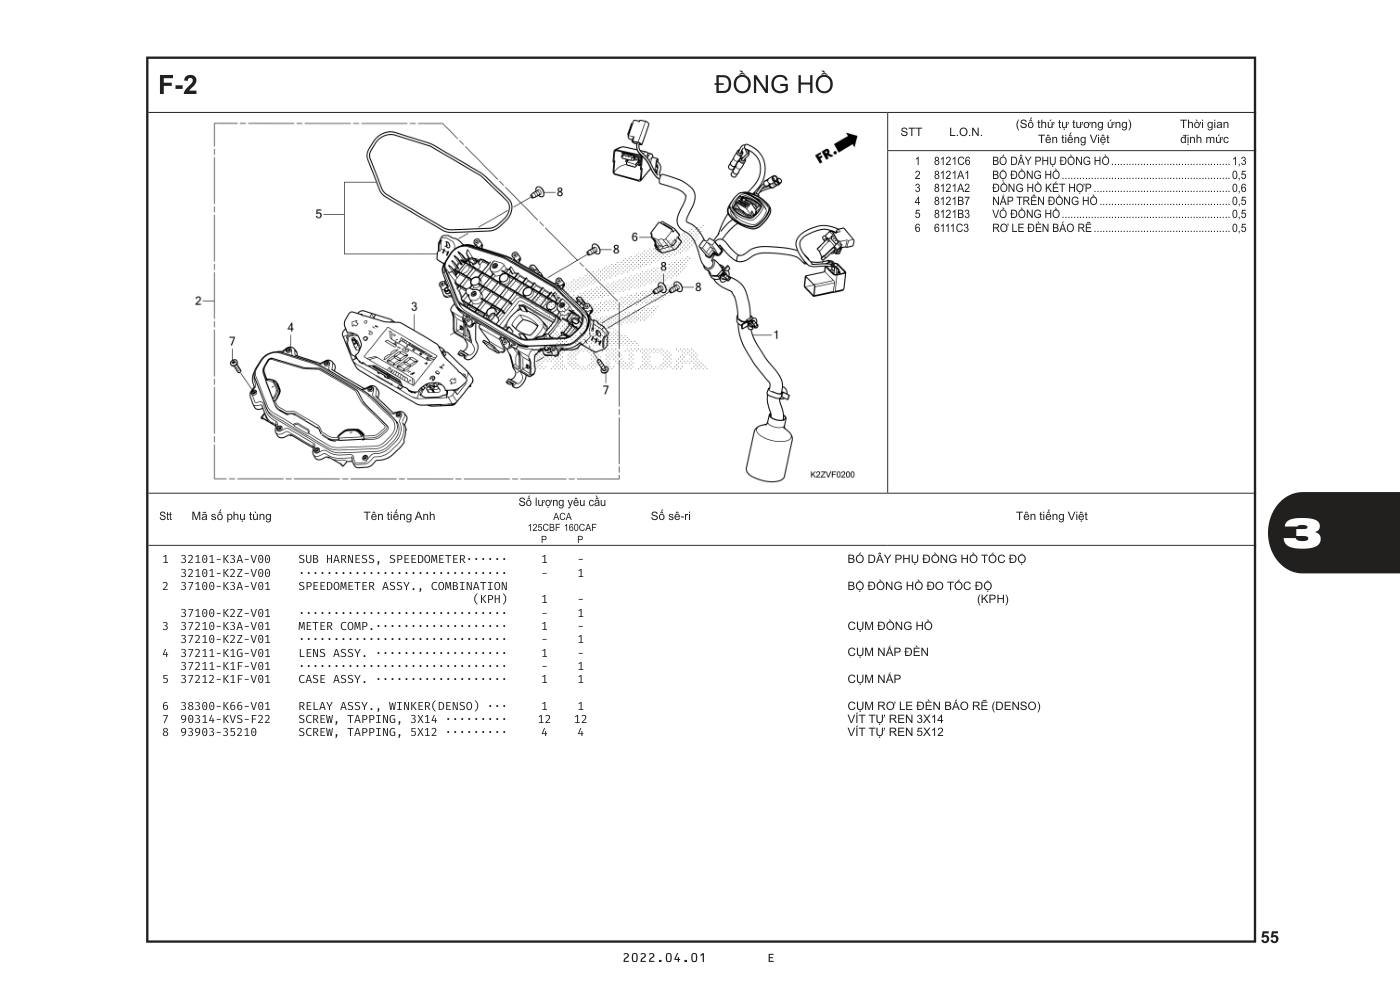 F-2 ĐỒNG HỒ
STT L.O.N. (Số thứ tự tương ứng) Tên tiếng Việt Thời gian định mức
1 8121C6 BÓ DÂY PHỤ ĐỒNG HỒ 1,3
2 8121A1 BỘ ĐỒNG HỒ 0,5
3 8121A2 ĐỒNG HỒ KẾT HỢP 0,6
4 8121B7 NẮP TRÊN ĐỒNG HỒ 0,5
5 8121B3 VỎ ĐỒNG HỒ 0,5
6 6111C3 RƠ LE ĐÈN BÁO RẼ 0,5
FR.
8
5
6
8
8
8
2
3
4
7
1
7
HONDA
K2ZVF0200
Stt Mã số phụ tùng Tên tiếng Anh Số lượng yêu cầu Số sê-ri Tên tiếng Việt
ACA
125CBF 160CAF
P P
1 32101-K3A-V00 SUB HARNESS, SPEEDOMETER 1 - BÓ DÂY PHỤ ĐỒNG HỒ TỐC ĐỘ
32101-K2Z-V00 - 1
2 37100-K3A-V01 SPEEDOMETER ASSY., COMBINATION BỘ ĐỒNG HỒ ĐO TỐC ĐỘ
(KPH) 1 - (KPH)
37100-K2Z-V01 - 1
3 37210-K3A-V01 METER COMP. 1 - CỤM ĐỒNG HỒ
37210-K2Z-V01 - 1
4 37211-K1G-V01 LENS ASSY. 1 - CỤM NẮP ĐÈN
37211-K1F-V01 - 1
5 37212-K1F-V01 CASE ASSY. 1 1 CỤM NẮP
6 38300-K66-V01 RELAY ASSY., WINKER(DENSO) 1 1 CỤM RƠ LE ĐÈN BÁO RẼ (DENSO)
7 90314-KVS-F22 SCREW, TAPPING, 3X14 12 12 VÍT TỰ REN 3X14
8 93903-35210 SCREW, TAPPING, 5X12 4 4 VÍT TỰ REN 5X12
3
55
2022.04.01 E